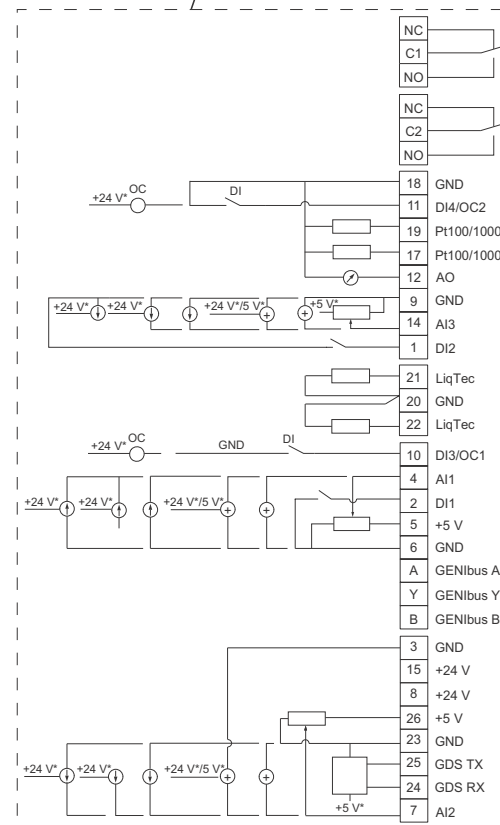 NC
C1
NO
NC
C2
NO
18 GND
+24 V* OC DI 11 DI4/OC2
19 Pt100/1000
17 Pt100/1000
12 AO
9 GND
+24 V* +24 V* +24 V*/5 V* +5 V*
14 AI3
1 DI2
21 LiqTec
20 GND
22 LiqTec
+24 V* OC GND DI 10 DI3/OC1
4 AI1
+24 V* +24 V* +24 V*/5 V* 2 DI1
5 +5 V
6 GND
A GENIbus A
Y GENIbus Y
B GENIbus B
3 GND
15 +24 V
8 +24 V
26 +5 V
23 GND
+24 V* +24 V* +24 V*/5 V* 25 GDS TX
24 GDS RX
+5 V* 7 AI2